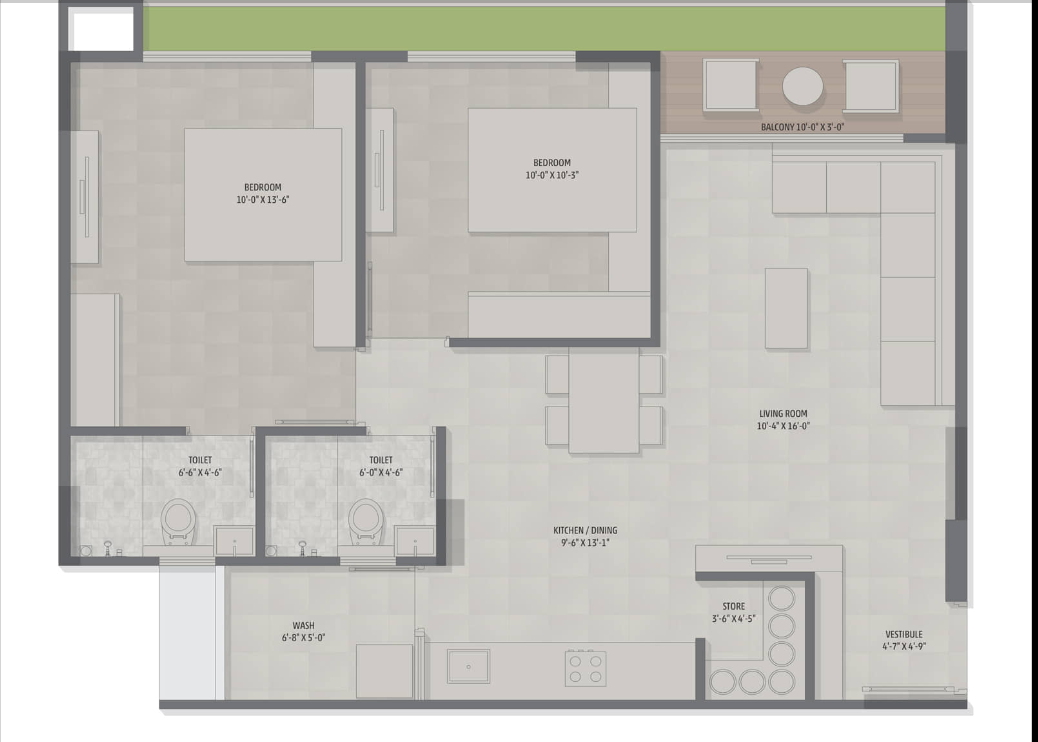 BALCONY 10'-0" X 3'-0"
BEDROOM
10'-0" X 13'-6"
BEDROOM
10'-0" X 10'-3"
LIVING ROOM
10'-4" X 16'-0"
TOILET
6'-6" X 4'-6"
TOILET
6'-0" X 4'-6"
KITCHEN / DINING
9'-6" X 13'-1"
STORE
3'-6" X 4'-5"
WASH
6'-8" X 5'-0"
VESTIBULE
4'-7" X 4'-9"